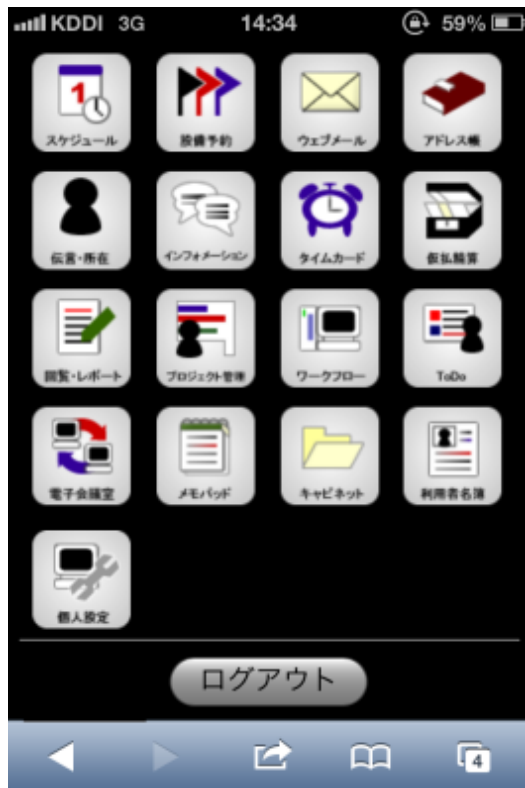 KDDI 3G 14:34 59%
1
スケジュール 設備予約 ウェブメール アドレス帳
伝言・所在 インフォメーション タイムカード 仮払精算
回覧・レポート プロジェクト管理 ワークフロー ToDo
電子会議室 メモパッド キャビネット 利用者名簿
個人設定
ログアウト
4